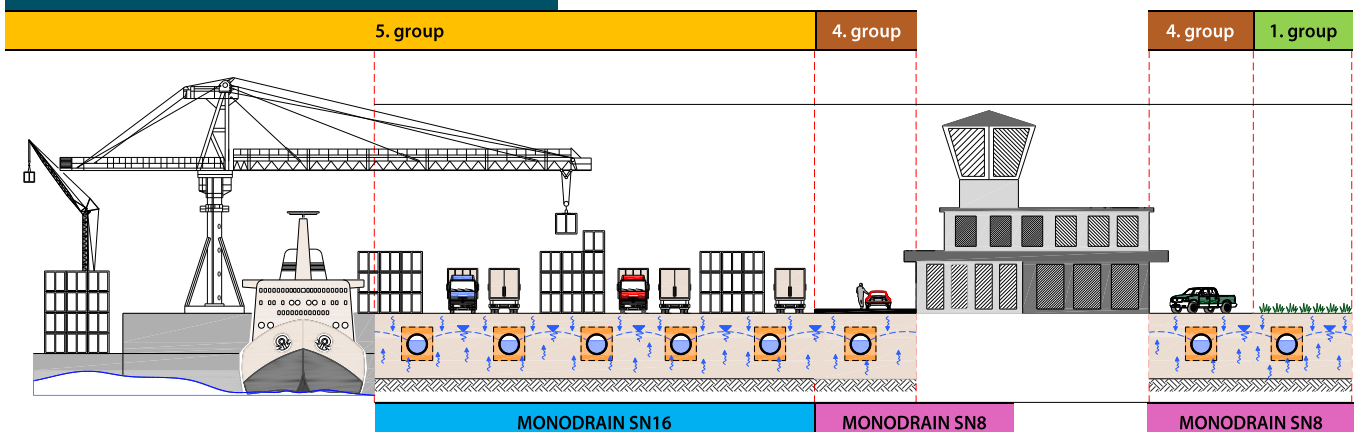 5. group
4. group
4. group
1. group
MONODRAIN SN16
MONODRAIN SN8
MONODRAIN SN8